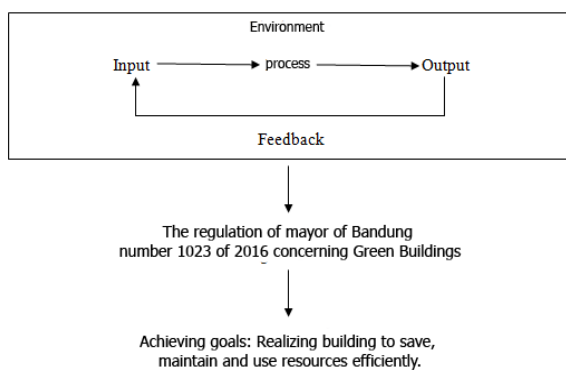 Environment
Input process Output
Feedback
The regulation of mayor of Bandung
number 1023 of 2016 concerning Green Buildings
Achieving goals: Realizing building to save,
maintain and use resources efficiently.